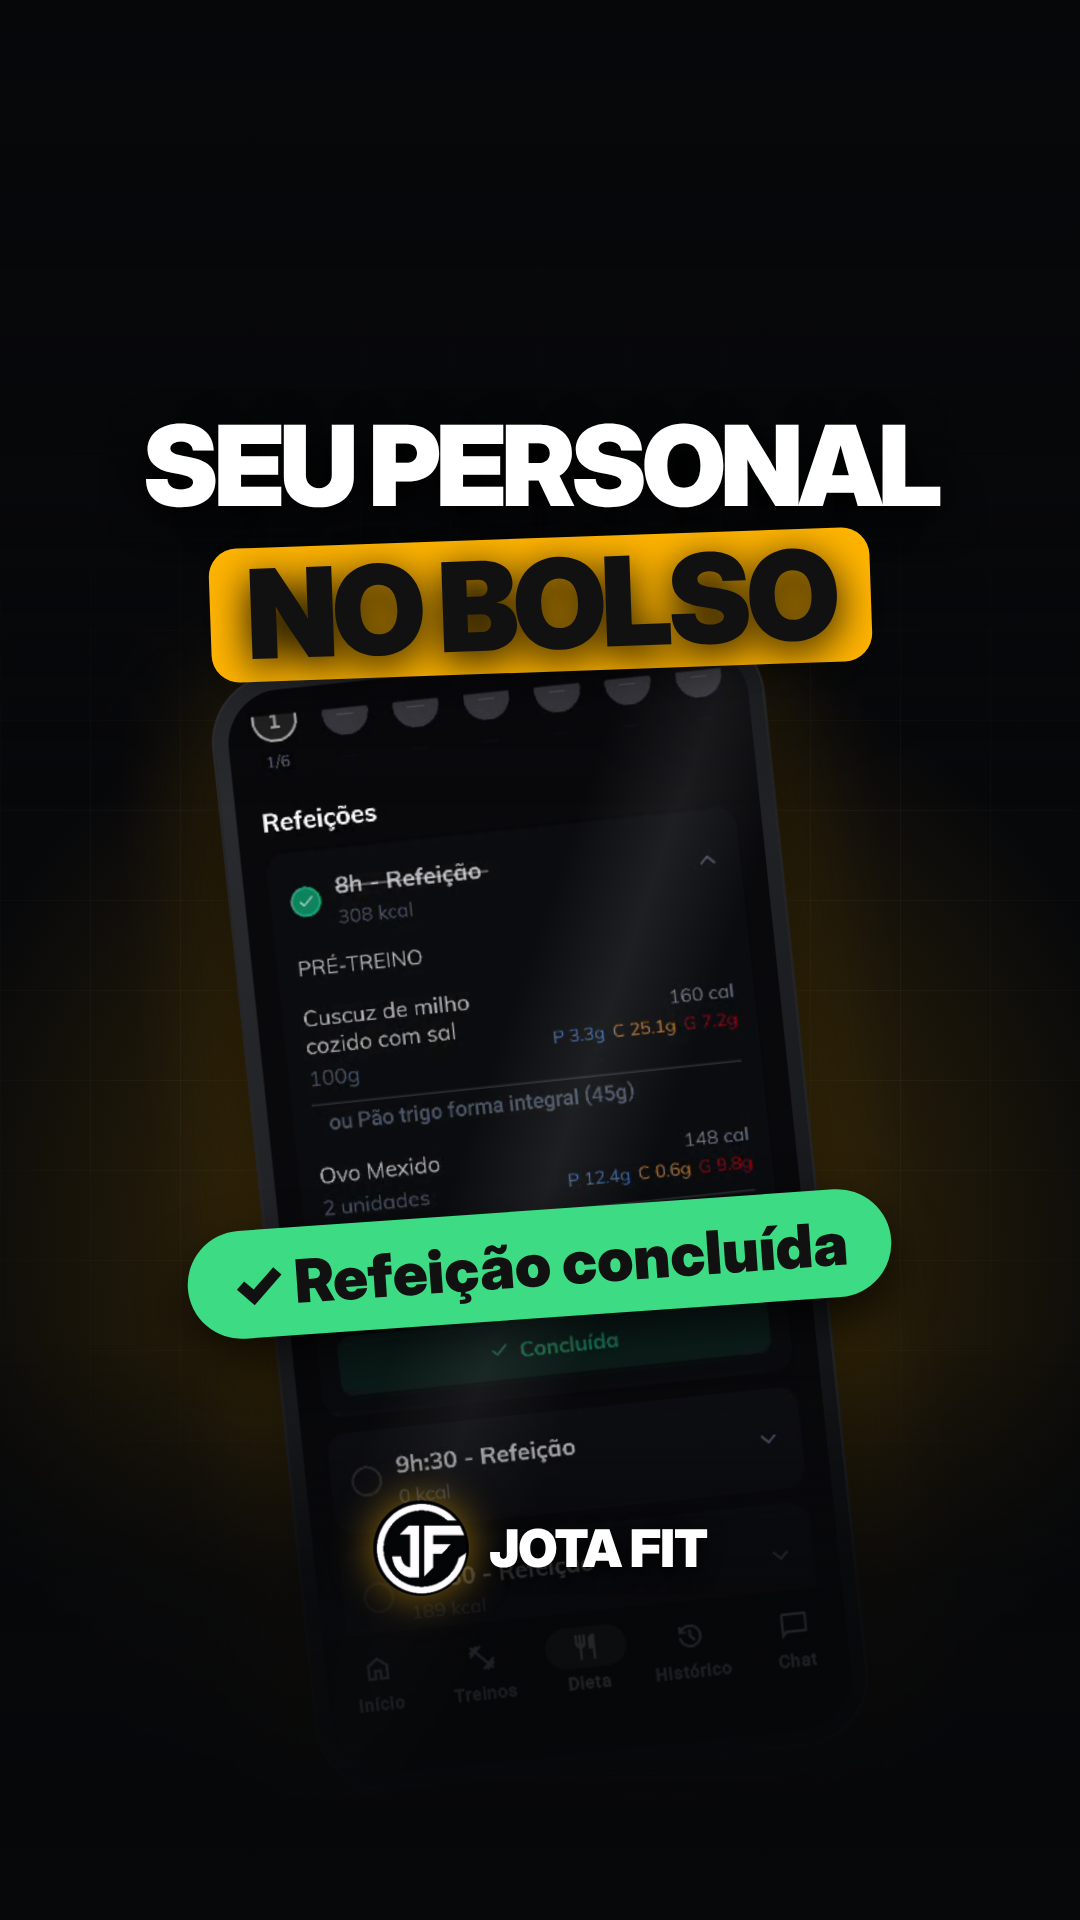 SEU PERSONAL
NO BOLSO
1
1/6
Refeições
8h - Refeição
308 kcal
PRÉ-TREINO
Cuscuz de milho
cozido com sal
160 cal
P 3.3g C 25.1g G 7.2g
100g
ou Pão trigo forma integral (45g)
Ovo Mexido
148 cal
2 unidades
P 12.4g C 0.6g G 9.8g
✓ Refeição concluída
✓ Concluída
9h:30 - Refeição
0 kcal
JF JOTA FIT
- Refeição
189 kcal
Início Treinos Dieta Histórico Chat